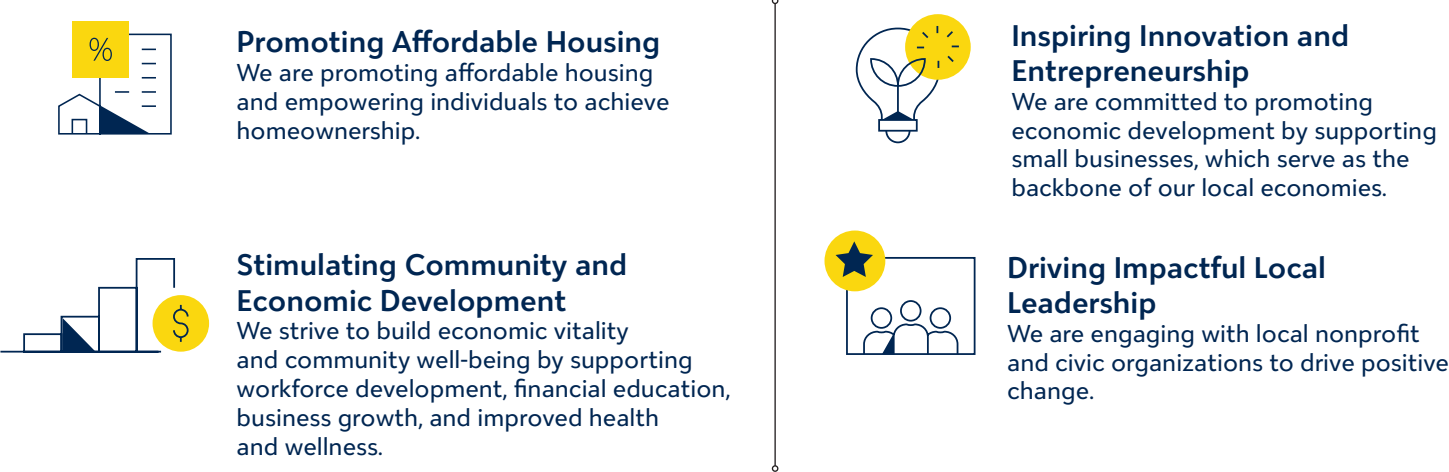 %
Promoting Affordable Housing
We are promoting affordable housing
and empowering individuals to achieve
homeownership.
$
Stimulating Community and
Economic Development
We strive to build economic vitality
and community well-being by supporting
workforce development, financial education,
business growth, and improved health
and wellness.
Inspiring Innovation and
Entrepreneurship
We are committed to promoting
economic development by supporting
small businesses, which serve as the
backbone of our local economies.
Driving Impactful Local
Leadership
We are engaging with local nonprofit
and civic organizations to drive positive
change.